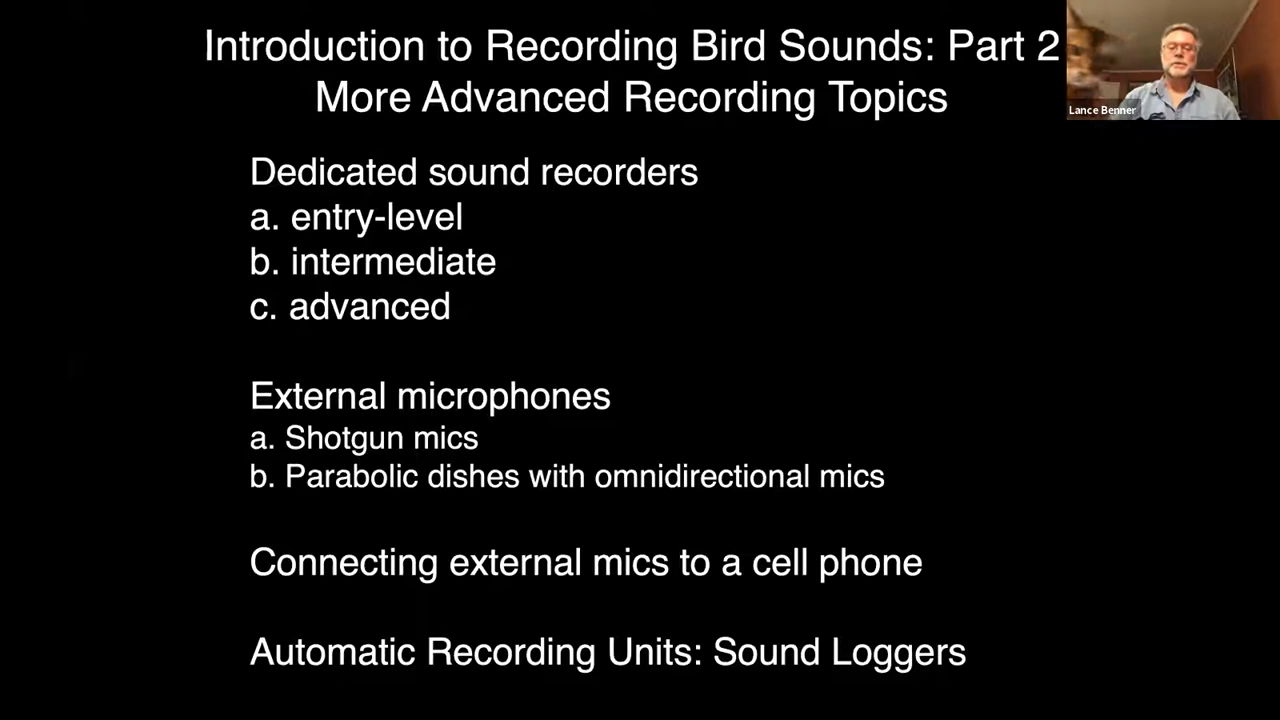 Introduction to Recording Bird Sounds: Part 2
More Advanced Recording Topics
Lance Benner
Dedicated sound recorders
a. entry-level
b. intermediate
c. advanced
External microphones
a. Shotgun mics
b. Parabolic dishes with omnidirectional mics
Connecting external mics to a cell phone
Automatic Recording Units: Sound Loggers